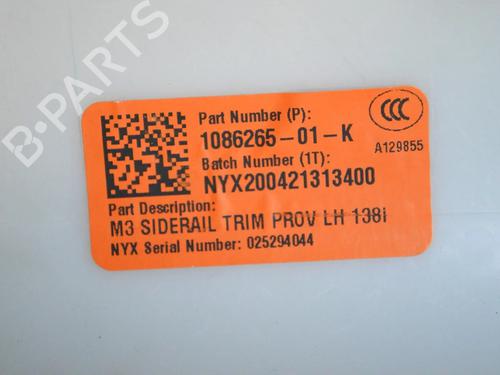 B-PARTS
Part Number (P):
1086265-01-K
CCC
A129855
Batch Number (1T):
NYX200421313400
Part Description:
M3 SIDERAIL TRIM PROV LH 138i
NYX Serial Number: 025294044